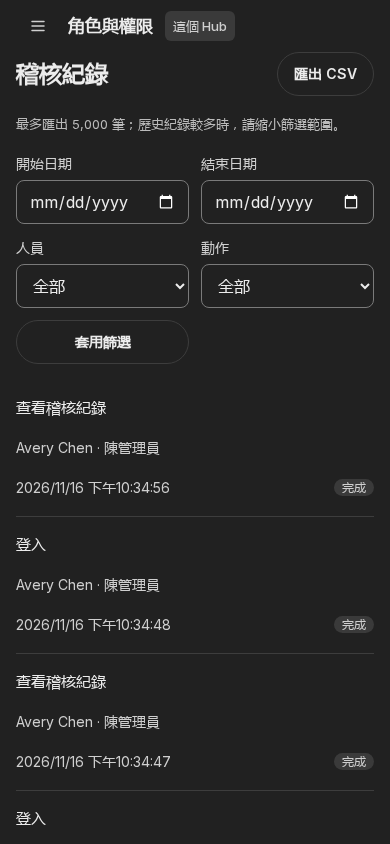 角色與權限 這個 Hub
稽核紀錄 匯出 CSV
最多匯出 5,000 筆；歷史紀錄較多時，請縮小篩選範圍。
開始日期 結束日期
mm/dd/yyyy mm/dd/yyyy
人員 動作
全部 全部
套用篩選
查看稽核紀錄
Avery Chen · 陳管理員
2026/11/16 下午10:34:56 完成
登入
Avery Chen · 陳管理員
2026/11/16 下午10:34:48 完成
查看稽核紀錄
Avery Chen · 陳管理員
2026/11/16 下午10:34:47 完成
登入